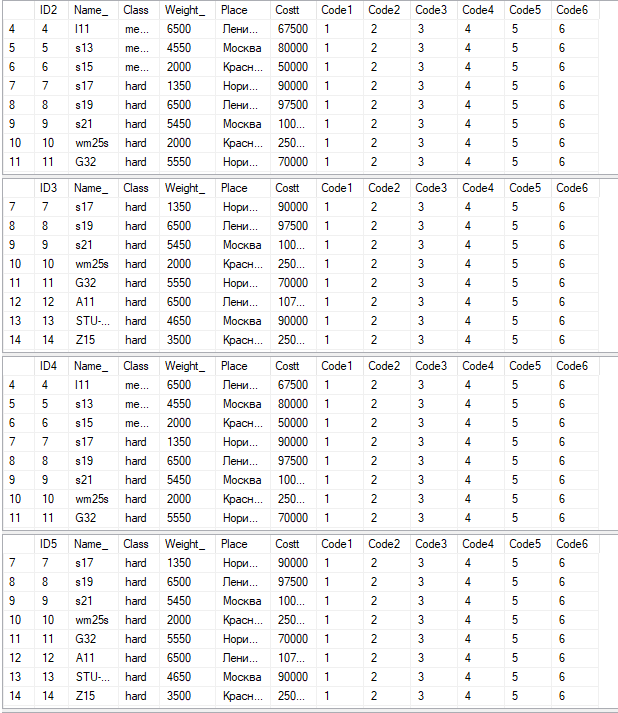 ID2 Name_ Class Weight_ Place Costt Code1 Code2 Code3 Code4 Code5 Code6
4 4 I11 me... 6500 Лени... 67500 1 2 3 4 5 6
5 5 s13 me... 4550 Москва 80000 1 2 3 4 5 6
6 6 s15 me... 2000 Красн... 50000 1 2 3 4 5 6
7 7 s17 hard 1350 Нори... 90000 1 2 3 4 5 6
8 8 s19 hard 6500 Лени... 97500 1 2 3 4 5 6
9 9 s21 hard 5450 Москва 100... 1 2 3 4 5 6
10 10 wm25s hard 2000 Красн... 250... 1 2 3 4 5 6
11 11 G32 hard 5550 Нори... 70000 1 2 3 4 5 6
ID3 Name_ Class Weight_ Place Costt Code1 Code2 Code3 Code4 Code5 Code6
7 7 s17 hard 1350 Нори... 90000 1 2 3 4 5 6
8 8 s19 hard 6500 Лени... 97500 1 2 3 4 5 6
9 9 s21 hard 5450 Москва 100... 1 2 3 4 5 6
10 10 wm25s hard 2000 Красн... 250... 1 2 3 4 5 6
11 11 G32 hard 5550 Нори... 70000 1 2 3 4 5 6
12 12 A11 hard 6500 Лени... 107... 1 2 3 4 5 6
13 13 STU-... hard 4650 Москва 90000 1 2 3 4 5 6
14 14 Z15 hard 3500 Красн... 250... 1 2 3 4 5 6
ID4 Name_ Class Weight_ Place Costt Code1 Code2 Code3 Code4 Code5 Code6
4 4 I11 me... 6500 Лени... 67500 1 2 3 4 5 6
5 5 s13 me... 4550 Москва 80000 1 2 3 4 5 6
6 6 s15 me... 2000 Красн... 50000 1 2 3 4 5 6
7 7 s17 hard 1350 Нори... 90000 1 2 3 4 5 6
8 8 s19 hard 6500 Лени... 97500 1 2 3 4 5 6
9 9 s21 hard 5450 Москва 100... 1 2 3 4 5 6
10 10 wm25s hard 2000 Красн... 250... 1 2 3 4 5 6
11 11 G32 hard 5550 Нори... 70000 1 2 3 4 5 6
ID5 Name_ Class Weight_ Place Costt Code1 Code2 Code3 Code4 Code5 Code6
7 7 s17 hard 1350 Нори... 90000 1 2 3 4 5 6
8 8 s19 hard 6500 Лени... 97500 1 2 3 4 5 6
9 9 s21 hard 5450 Москва 100... 1 2 3 4 5 6
10 10 wm25s hard 2000 Красн... 250... 1 2 3 4 5 6
11 11 G32 hard 5550 Нори... 70000 1 2 3 4 5 6
12 12 A11 hard 6500 Лени... 107... 1 2 3 4 5 6
13 13 STU-... hard 4650 Москва 90000 1 2 3 4 5 6
14 14 Z15 hard 3500 Красн... 250... 1 2 3 4 5 6